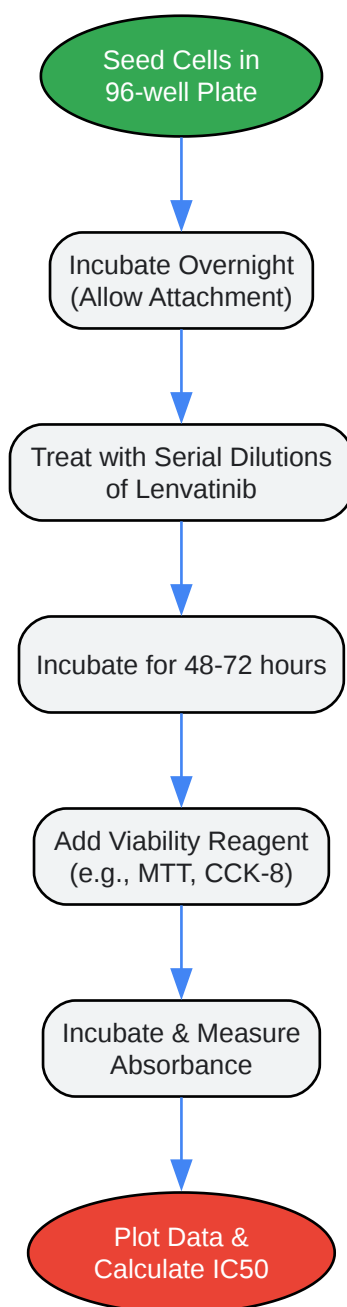 Seed Cells in
96-well Plate
Incubate Overnight
(Allow Attachment)
Treat with Serial Dilutions
of Lenvatinib
Incubate for 48-72 hours
Add Viability Reagent
(e.g., MTT, CCK-8)
Incubate & Measure
Absorbance
Plot Data &
Calculate IC50